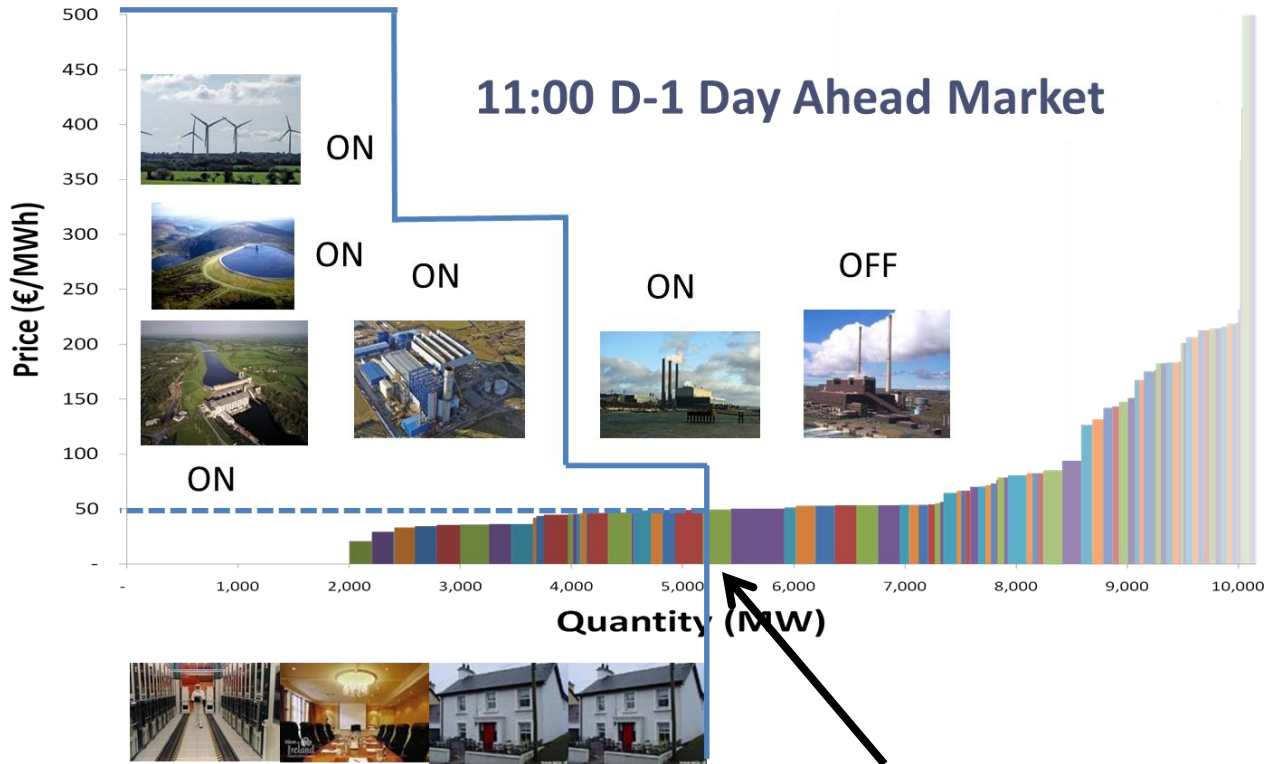 11:00 D-1 Day Ahead Market
Price (€/MWh)
500
450
400
350
300
250
200
150
100
50
-
ON
ON
ON
ON
OFF
ON
- 1,000 2,000 3,000 4,000 5,000 6,000 7,000 8,000 9,000 10,000
Quantity (MW)
Ireland